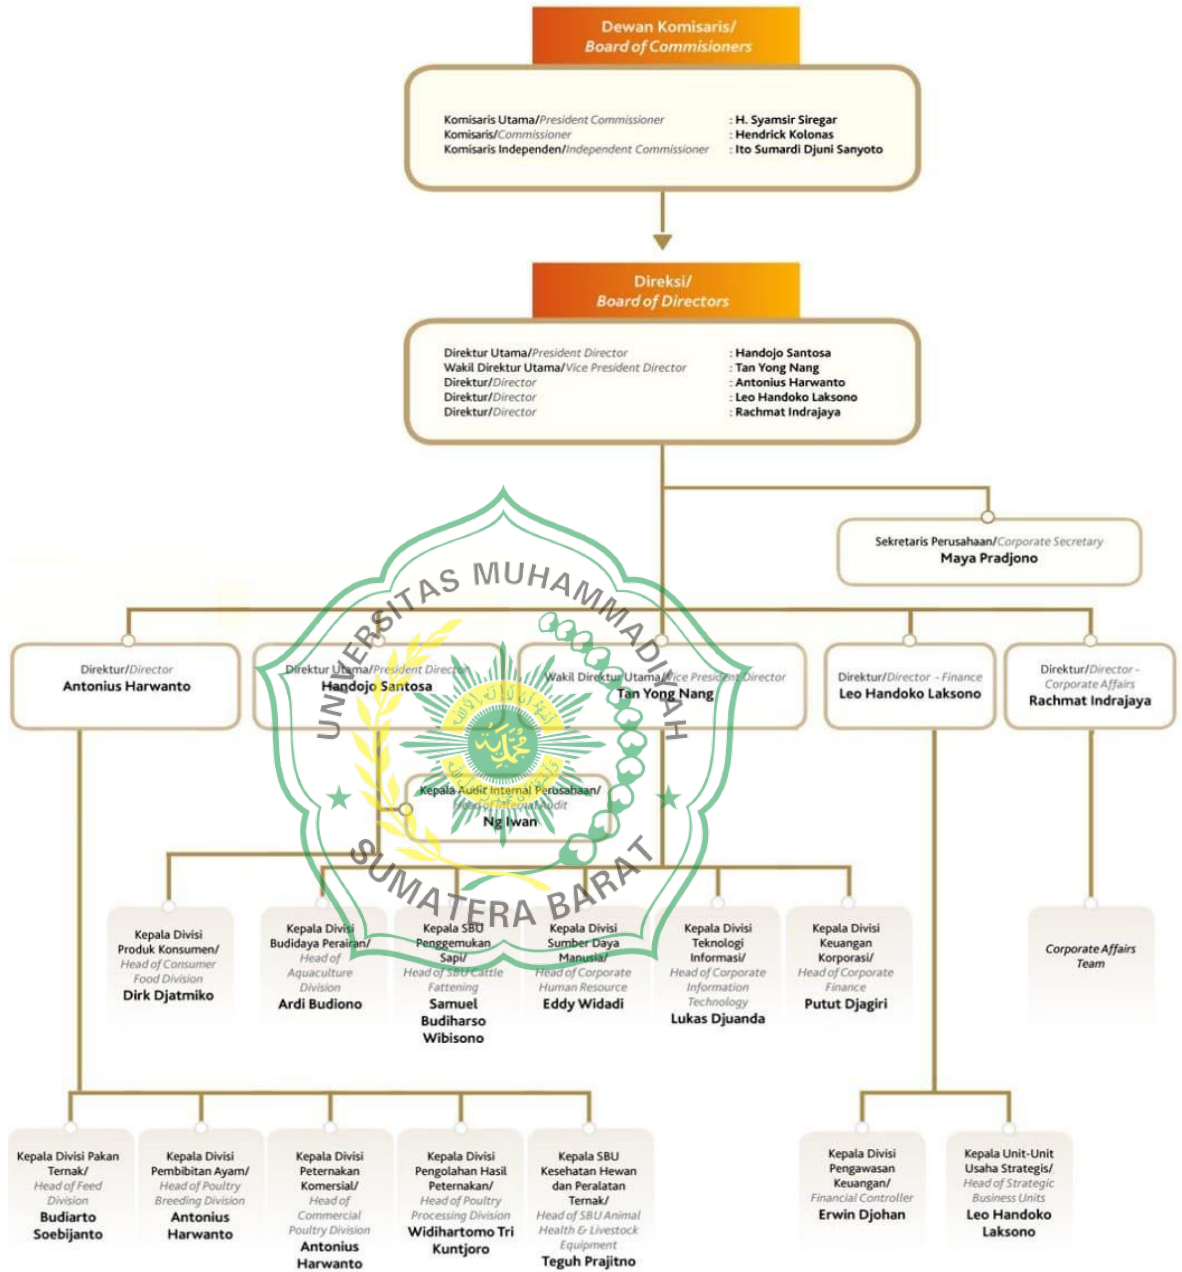 Dewan Komisaris/
Board of Commisioners
Komisaris Utama/President Commissioner : H. Syamsir Siregar
Komisaris/Commissioner : Hendrick Kolonas
Komisaris Independen/Independent Commissioner : Ito Sumardi Djuni Sanyoto
Direksi/
Board of Directors
Direktur Utama/President Director : Handojo Santosa
Wakil Direktur Utama/Vice President Director : Tan Yong Nang
Direktur/Director : Antonius Harwanto
Direktur/Director : Leo Handoko Laksono
Direktur/Director : Rachmat Indrajaya
Sekretaris Perusahaan/Corporate Secretary
Maya Pradjono
UNIVERSITAS MUHAMMADIYAH
SUMATERA BARAT
Direktur/Director
Antonius Harwanto
Direktur Utama/President Director
Handojo Santosa
Wakil Direktur Utama/Vice President Director
Tan Yong Nang
Direktur/Director - Finance
Leo Handoko Laksono
Direktur/Director -
Corporate Affairs
Rachmat Indrajaya
Kepala Audit Internal Perusahaan/
Head of Internal Audit
Ng Iwan
Kepala Divisi
Produk Konsumen/
Head of Consumer
Food Division
Dirk Djatmiko
Kepala Divisi
Budidaya Perairan/
Head of
Aquaculture
Division
Ardi Budiono
Kepala SBU
Penggemukan
Sapi/
Head of SBU Cattle
Fattening
Samuel
Budiharso
Wibisono
Kepala Divisi
Sumber Daya
Manusia/
Head of Corporate
Human Resource
Eddy Widadi
Kepala Divisi
Teknologi
Informasi/
Head of Corporate
Information
Technology
Lukas Djuanda
Kepala Divisi
Keuangan
Korporasi/
Head of Corporate
Finance
Putut Djagiri
Corporate Affairs
Team
Kepala Divisi Pakan
Ternak/
Head of Feed
Division
Budiarto
Soebijanto
Kepala Divisi
Pembibitan Ayam/
Head of Poultry
Breeding Division
Antonius
Harwanto
Kepala Divisi
Peternakan
Komersial/
Head of
Commercial
Poultry Division
Antonius
Harwanto
Kepala Divisi
Pengolahan Hasil
Peternakan/
Head of Poultry
Processing Division
Widihartomo Tri
Kuntjoro
Kepala SBU
Kesehatan Hewan
dan Peralatan
Ternak/
Head of SBU Animal
Health & Livestock
Equipment
Teguh Prajitno
Kepala Divisi
Pengawasan
Keuangan/
Financial Controller
Erwin Djohan
Kepala Unit-Unit
Usaha Strategis/
Head of Strategic
Business Units
Leo Handoko
Laksono